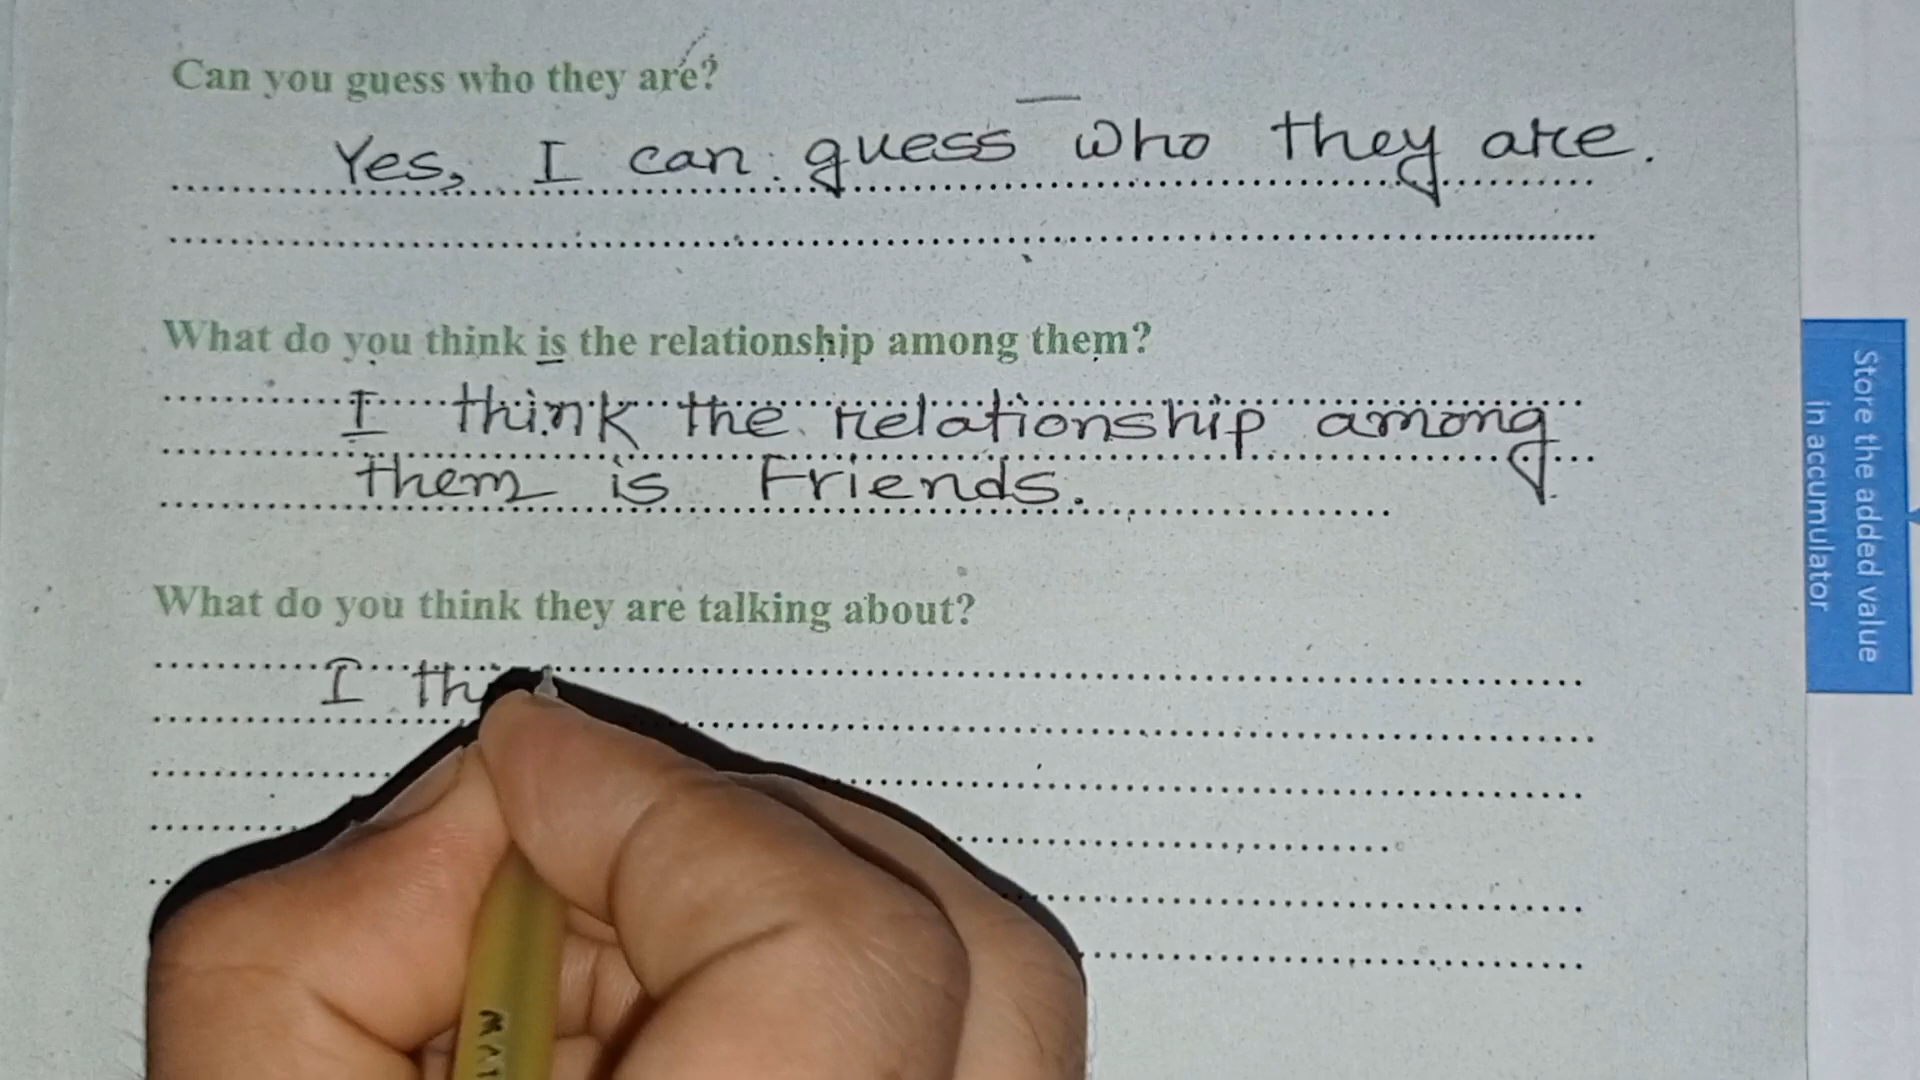 Can you guess who they are?
Yes, I can guess who they are.
What do you think is the relationship among them?
I think the relationship among
them is Friends.
What do you think they are talking about?
I
Store the added value
in accumulator